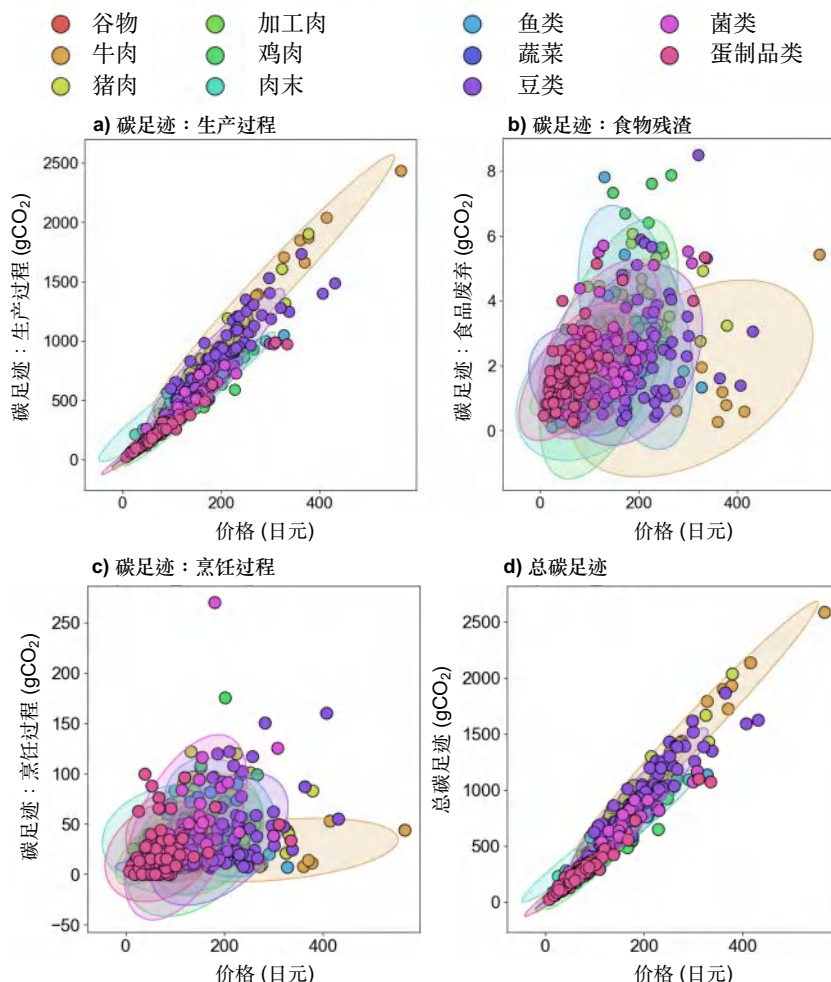 谷物 加工肉 鱼类 菌类
牛肉 鸡肉 蔬菜 蛋制品类
猪肉 肉末 豆类
a) 碳足迹：生产过程
碳足迹：生产过程 (gCO₂)
2500
2000
1500
1000
500
0
0 200 400
价格 (日元)
b) 碳足迹：食物残渣
碳足迹：食品废弃 (gCO₂)
8
6
4
2
0
0 200 400
价格 (日元)
c) 碳足迹：烹饪过程
碳足迹：烹饪过程 (gCO₂)
250
200
150
100
50
0
−50
0 200 400
价格 (日元)
d) 总碳足迹
总碳足迹 (gCO₂)
2500
2000
1500
1000
500
0
0 200 400
价格 (日元)